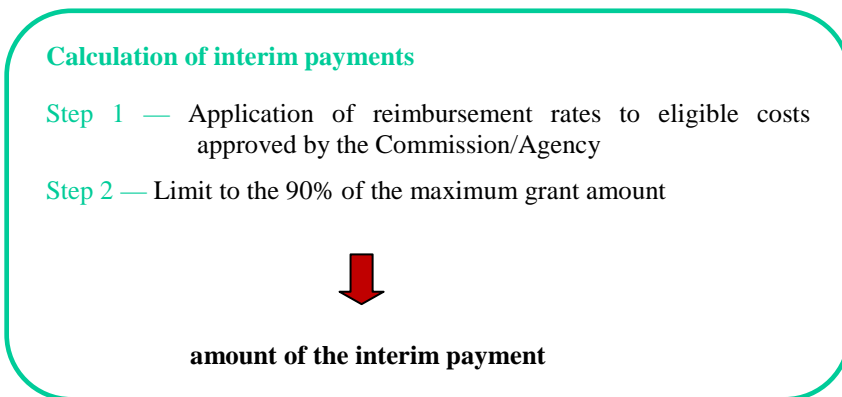 Calculation of interim payments
Step 1 — Application of reimbursement rates to eligible costs
approved by the Commission/Agency
Step 2 — Limit to the 90% of the maximum grant amount
amount of the interim payment